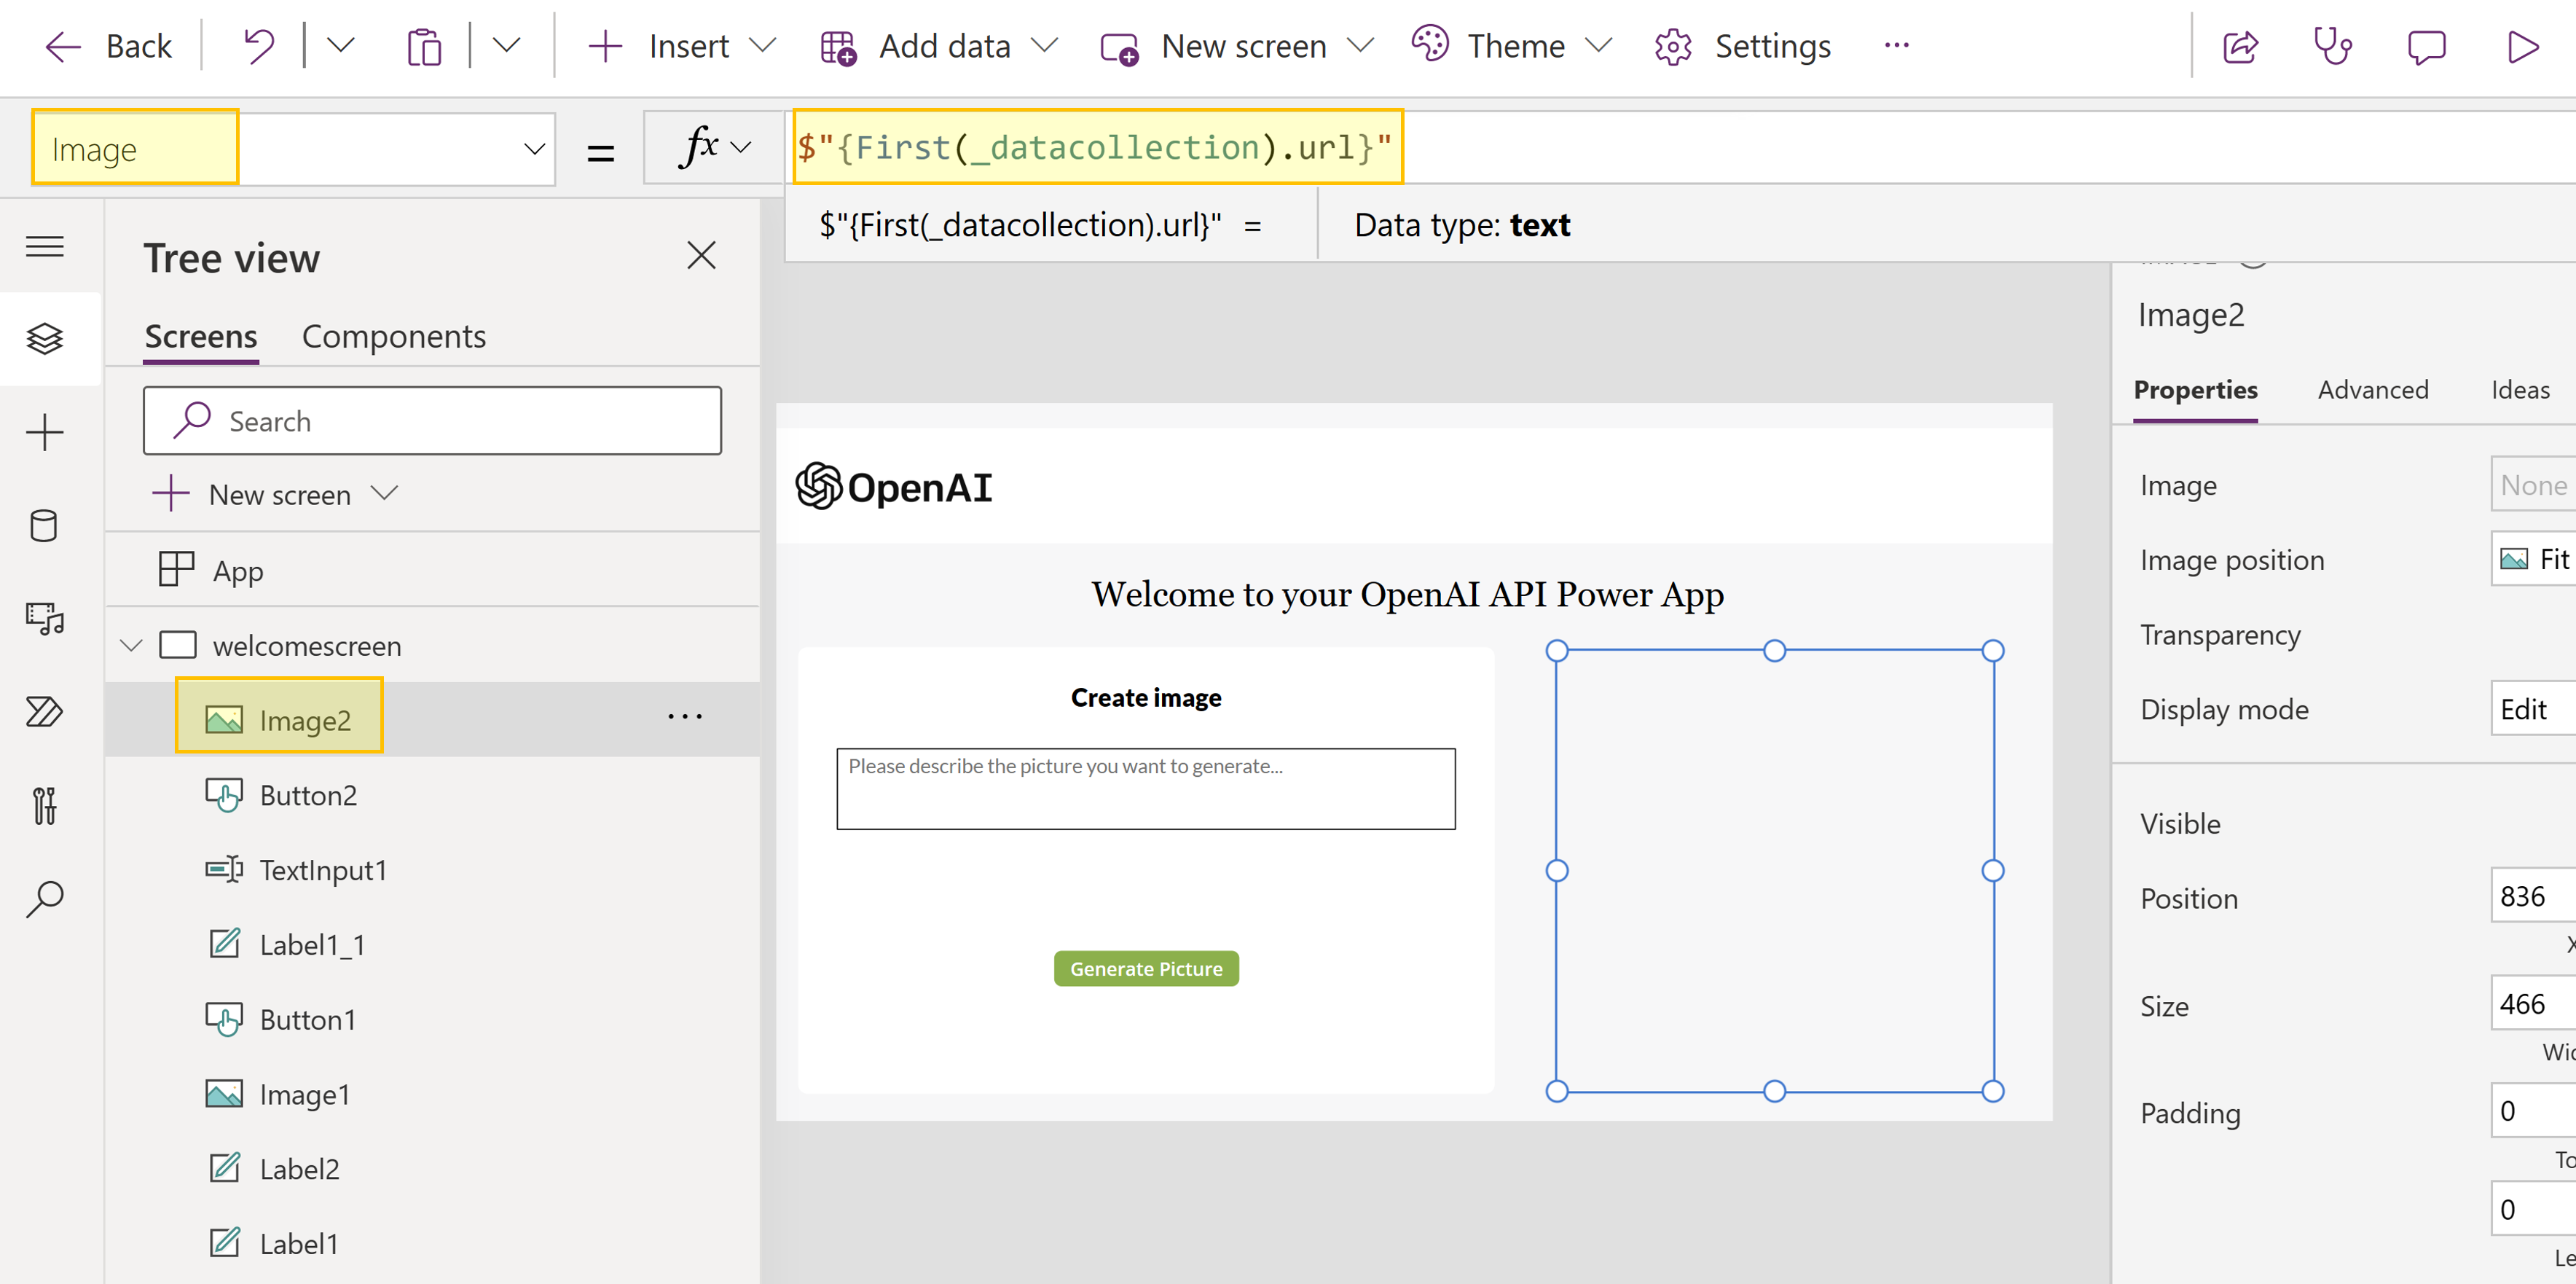 Back
Insert
Add data
New screen
Theme
Settings
Image
=
fx
$"{First(_datacollection).url}"
$"{First(_datacollection).url}" =
Data type: text
Tree view
Screens
Components
Search
New screen
App
welcomescreen
Image2
Button2
TextInput1
Label1_1
Button1
Image1
Label2
Label1
OpenAI
Welcome to your OpenAI API Power App
Create image
Please describe the picture you want to generate...
Generate Picture
Image2
Properties
Advanced
Ideas
Image
None
Image position
Fit
Transparency
Display mode
Edit
Visible
Position
836
X
Size
466
Padding
0
To
0
Le